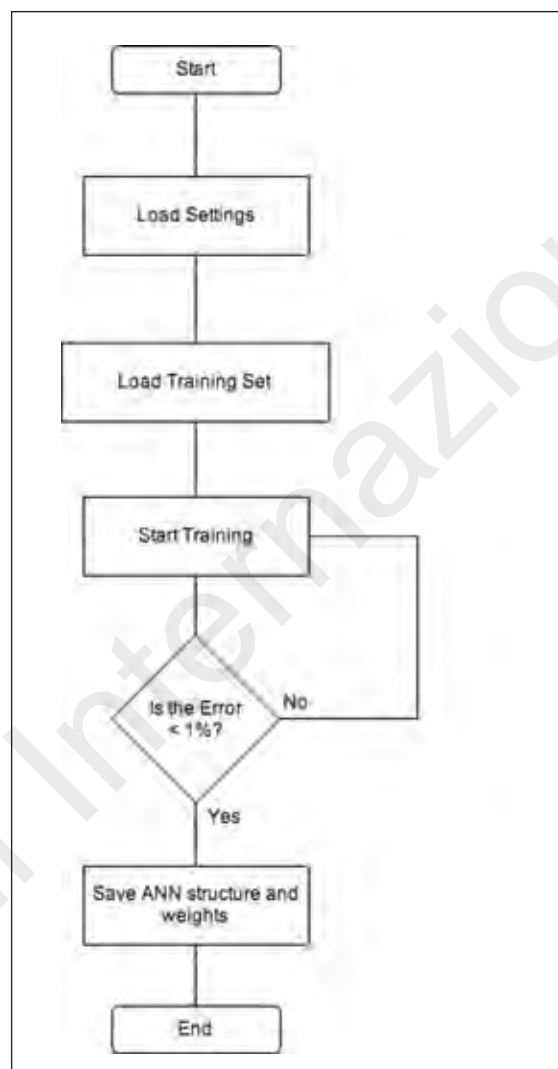 Start
Load Settings
Load Training Set
Start Training
Is the Error
< 1%?
No
Yes
Save ANN structure and
weights
End
Internazion